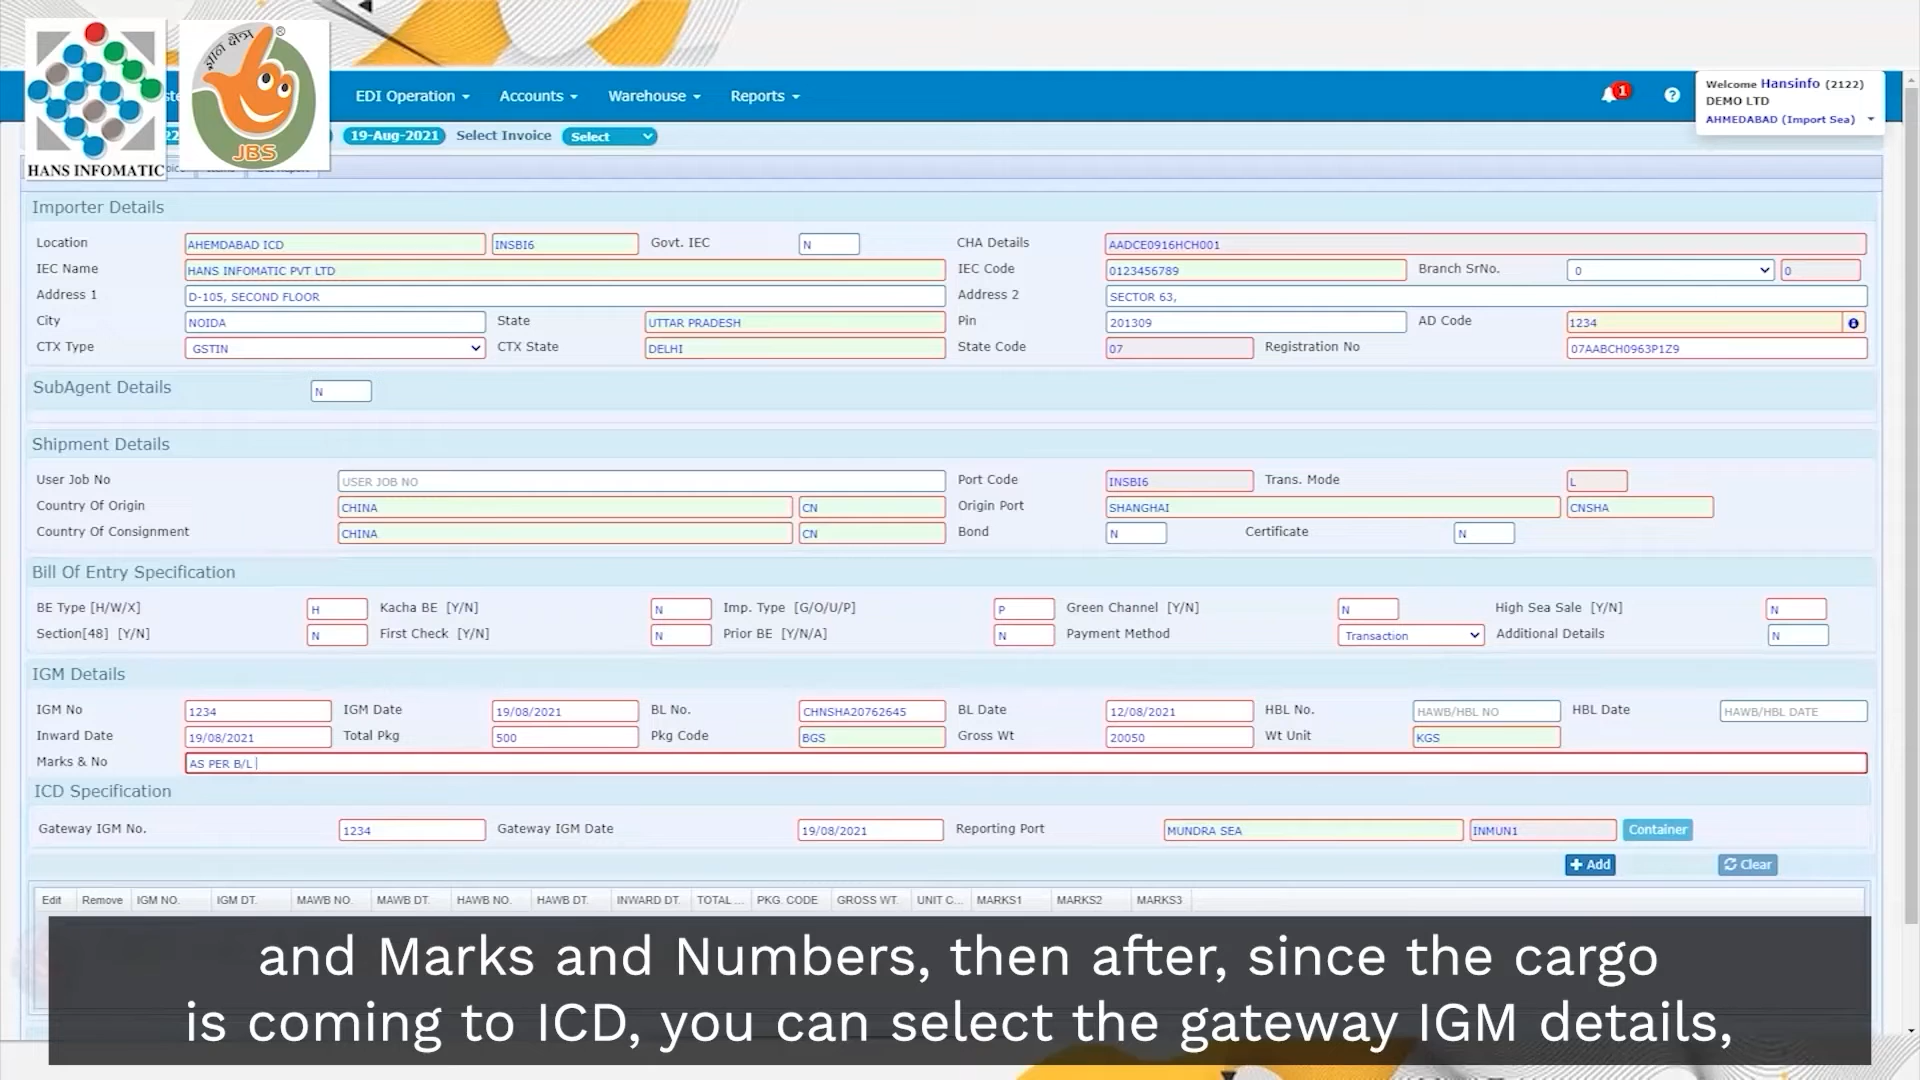 ज्ञान क्षेत्र ®
JBS
HANS INFOMATIC
EDI Operation Accounts Warehouse Reports
1 ? Welcome Hansinfo (2122)
DEMO LTD
AHMEDABAD (Import Sea)
19-Aug-2021 Select Invoice Select
Importer Details
Location AHEMDABAD ICD INSBI6 Govt. IEC N CHA Details AADCE0916HCH001
IEC Name HANS INFOMATIC PVT LTD IEC Code 0123456789 Branch SrNo. 0 0
Address 1 D-105, SECOND FLOOR Address 2 SECTOR 63,
City NOIDA State UTTAR PRADESH Pin 201309 AD Code 1234
CTX Type GSTIN CTX State DELHI State Code 07 Registration No 07AABCH0963P1Z9
SubAgent Details N
Shipment Details
User Job No USER JOB NO Port Code INSBI6 Trans. Mode L
Country Of Origin CHINA CN Origin Port SHANGHAI CNSHA
Country Of Consignment CHINA CN Bond N Certificate N
Bill Of Entry Specification
BE Type [H/W/X] H Kacha BE [Y/N] N Imp. Type [G/O/U/P] P Green Channel [Y/N] N High Sea Sale [Y/N] N
Section[48] [Y/N] N First Check [Y/N] N Prior BE [Y/N/A] N Payment Method Transaction Additional Details N
IGM Details
IGM No 1234 IGM Date 19/08/2021 BL No. CHNSHA20762645 BL Date 12/08/2021 HBL No. HAWB/HBL NO HBL Date HAWB/HBL DATE
Inward Date 19/08/2021 Total Pkg 500 Pkg Code BGS Gross Wt 20050 Wt Unit KGS
Marks & No AS PER B/L
ICD Specification
Gateway IGM No. 1234 Gateway IGM Date 19/08/2021 Reporting Port MUNDRA SEA INMUN1 Container
+ Add Clear
Edit Remove IGM NO. IGM DT. MAWB NO. MAWB DT. HAWB NO. HAWB DT. INWARD DT. TOTAL ... PKG. CODE GROSS WT. UNIT C... MARKS1 MARKS2 MARKS3
and Marks and Numbers, then after, since the cargo
is coming to ICD, you can select the gateway IGM details,